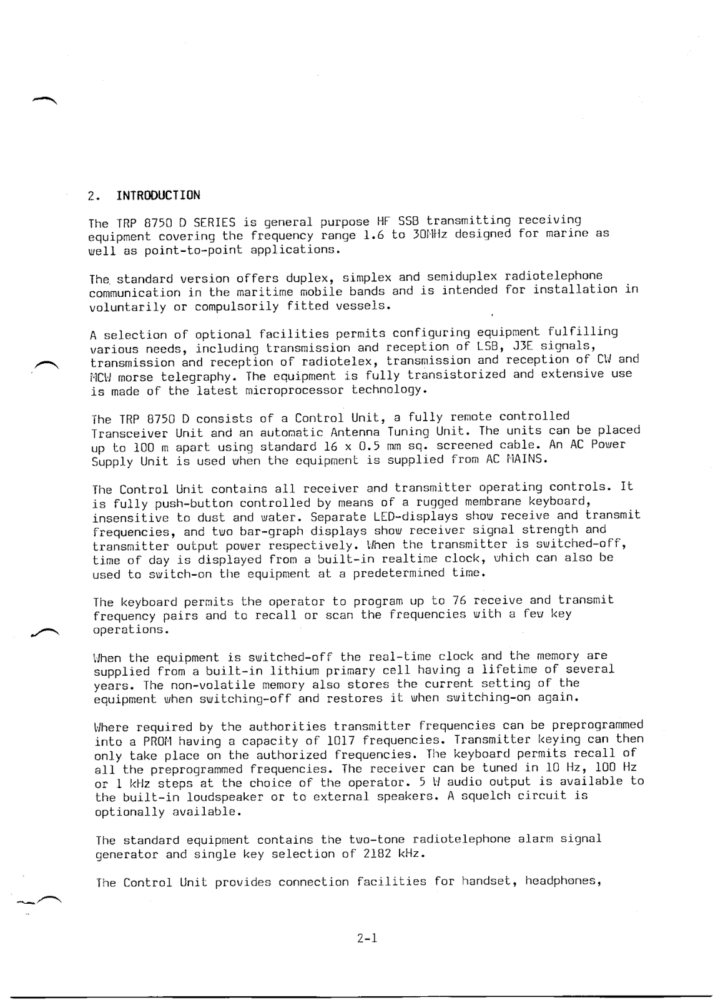 2. INTRODUCTION
The TRP 8750 D SERIES is general purpose HF SSB transmitting receiving
equipment covering the frequency range 1.6 to 30MHz designed for marine as
well as point-to-point applications.
The standard version offers duplex, simplex and semiduplex radiotelephone
communication in the maritime mobile bands and is intended for installation in
voluntarily or compulsorily fitted vessels.
A selection of optional facilities permits configuring equipment fulfilling
various needs, including transmission and reception of LSB, J3E signals,
transmission and reception of radiotelex, transmission and reception of CW and
MCW morse telegraphy. The equipment is fully transistorized and extensive use
is made of the latest microprocessor technology.
The TRP 8750 D consists of a Control Unit, a fully remote controlled
Transceiver Unit and an automatic Antenna Tuning Unit. The units can be placed
up to 100 m apart using standard 16 x 0.5 mm sq. screened cable. An AC Power
Supply Unit is used when the equipment is supplied from AC MAINS.
The Control Unit contains all receiver and transmitter operating controls. It
is fully push-button controlled by means of a rugged membrane keyboard,
insensitive to dust and water. Separate LED-displays show receive and transmit
frequencies, and two bar-graph displays show receiver signal strength and
transmitter output power respectively. When the transmitter is switched-off,
time of day is displayed from a built-in realtime clock, which can also be
used to switch-on the equipment at a predetermined time.
The keyboard permits the operator to program up to 76 receive and transmit
frequency pairs and to recall or scan the frequencies with a few key
operations.
When the equipment is switched-off the real-time clock and the memory are
supplied from a built-in lithium primary cell having a lifetime of several
years. The non-volatile memory also stores the current setting of the
equipment when switching-off and restores it when switching-on again.
Where required by the authorities transmitter frequencies can be preprogrammed
into a PROM having a capacity of 1017 frequencies. Transmitter keying can then
only take place on the authorized frequencies. The keyboard permits recall of
all the preprogrammed frequencies. The receiver can be tuned in 10 Hz, 100 Hz
or 1 kHz steps at the choice of the operator. 5 W audio output is available to
the built-in loudspeaker or to external speakers. A squelch circuit is
optionally available.
The standard equipment contains the two-tone radiotelephone alarm signal
generator and single key selection of 2182 kHz.
The Control Unit provides connection facilities for handset, headphones,
2-1